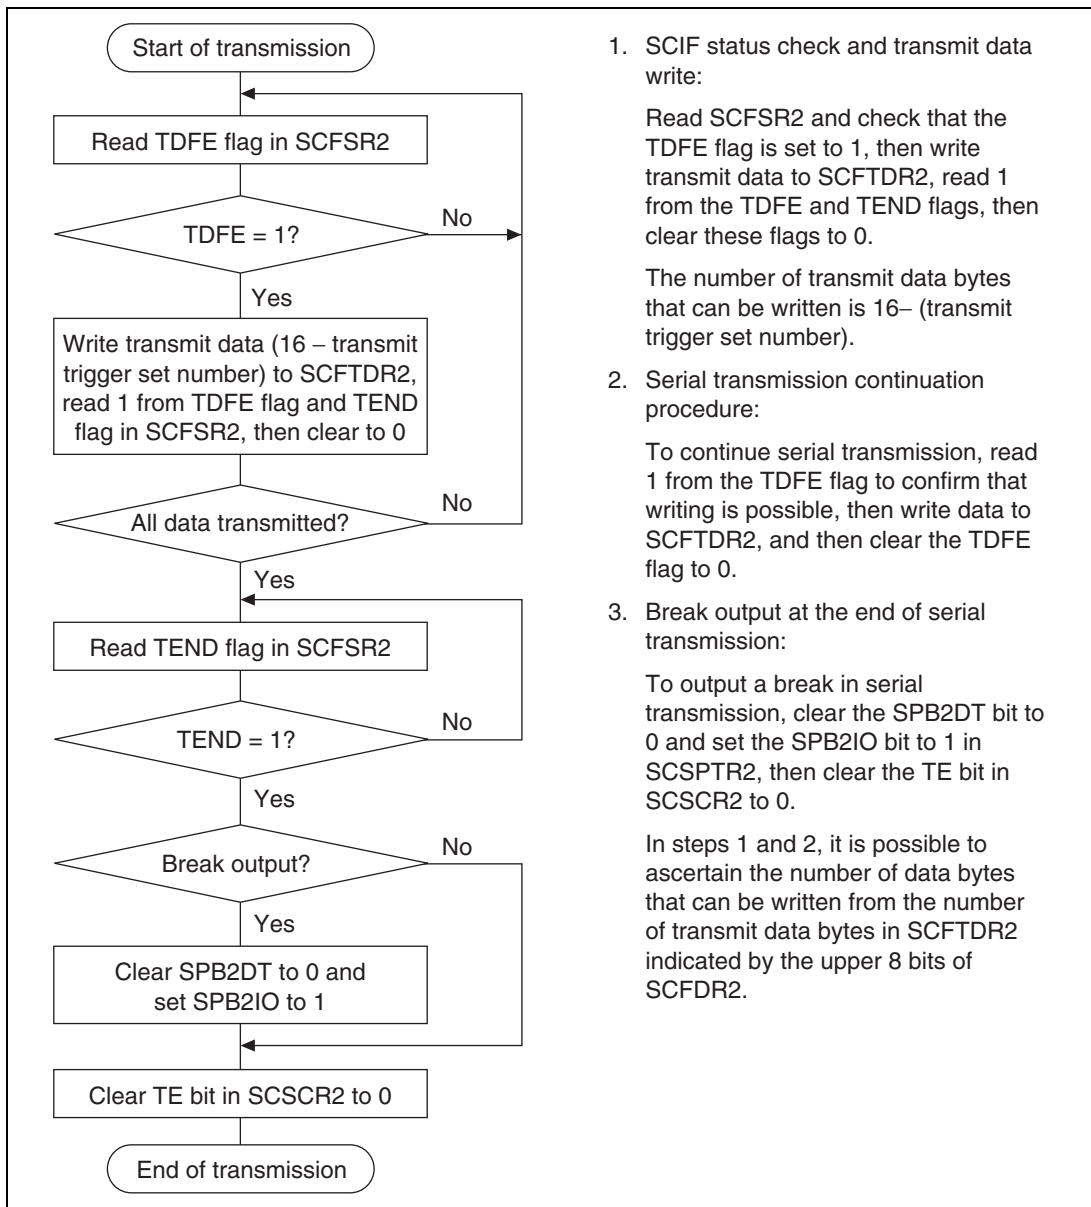 Start of transmission
Read TDFE flag in SCFSR2
TDFE = 1?
No
Yes
Write transmit data (16 – transmit
trigger set number) to SCFTDR2,
read 1 from TDFE flag and TEND
flag in SCFSR2, then clear to 0
All data transmitted?
No
Yes
Read TEND flag in SCFSR2
TEND = 1?
No
Yes
Break output?
No
Yes
Clear SPB2DT to 0 and
set SPB2IO to 1
Clear TE bit in SCSCR2 to 0
End of transmission
1. SCIF status check and transmit data
write:
Read SCFSR2 and check that the
TDFE flag is set to 1, then write
transmit data to SCFTDR2, read 1
from the TDFE and TEND flags, then
clear these flags to 0.
The number of transmit data bytes
that can be written is 16– (transmit
trigger set number).
2. Serial transmission continuation
procedure:
To continue serial transmission, read
1 from the TDFE flag to confirm that
writing is possible, then write data to
SCFTDR2, and then clear the TDFE
flag to 0.
3. Break output at the end of serial
transmission:
To output a break in serial
transmission, clear the SPB2DT bit to
0 and set the SPB2IO bit to 1 in
SCSPTR2, then clear the TE bit in
SCSCR2 to 0.
In steps 1 and 2, it is possible to
ascertain the number of data bytes
that can be written from the number
of transmit data bytes in SCFTDR2
indicated by the upper 8 bits of
SCFDR2.